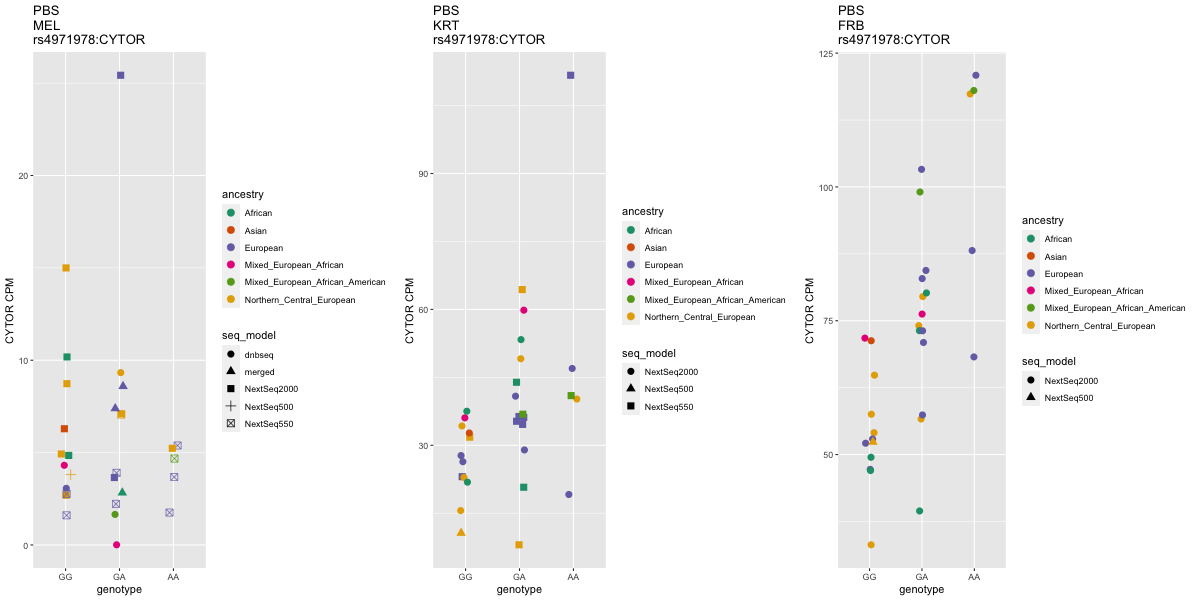 PBS
MEL
rs4971978:CYTOR
CYTOR CPM
20
10
0
GG
GA
AA
genotype
ancestry
African
Asian
European
Mixed_European_African
Mixed_European_African_American
Northern_Central_European
seq_model
dnbseq
merged
NextSeq2000
NextSeq500
NextSeq550
PBS
KRT
rs4971978:CYTOR
CYTOR CPM
90
60
30
GG
GA
AA
genotype
ancestry
African
Asian
European
Mixed_European_African
Mixed_European_African_American
Northern_Central_European
seq_model
NextSeq2000
NextSeq500
NextSeq550
PBS
FRB
rs4971978:CYTOR
CYTOR CPM
125
100
75
50
GG
GA
AA
genotype
ancestry
African
Asian
European
Mixed_European_African
Mixed_European_African_American
Northern_Central_European
seq_model
NextSeq2000
NextSeq500